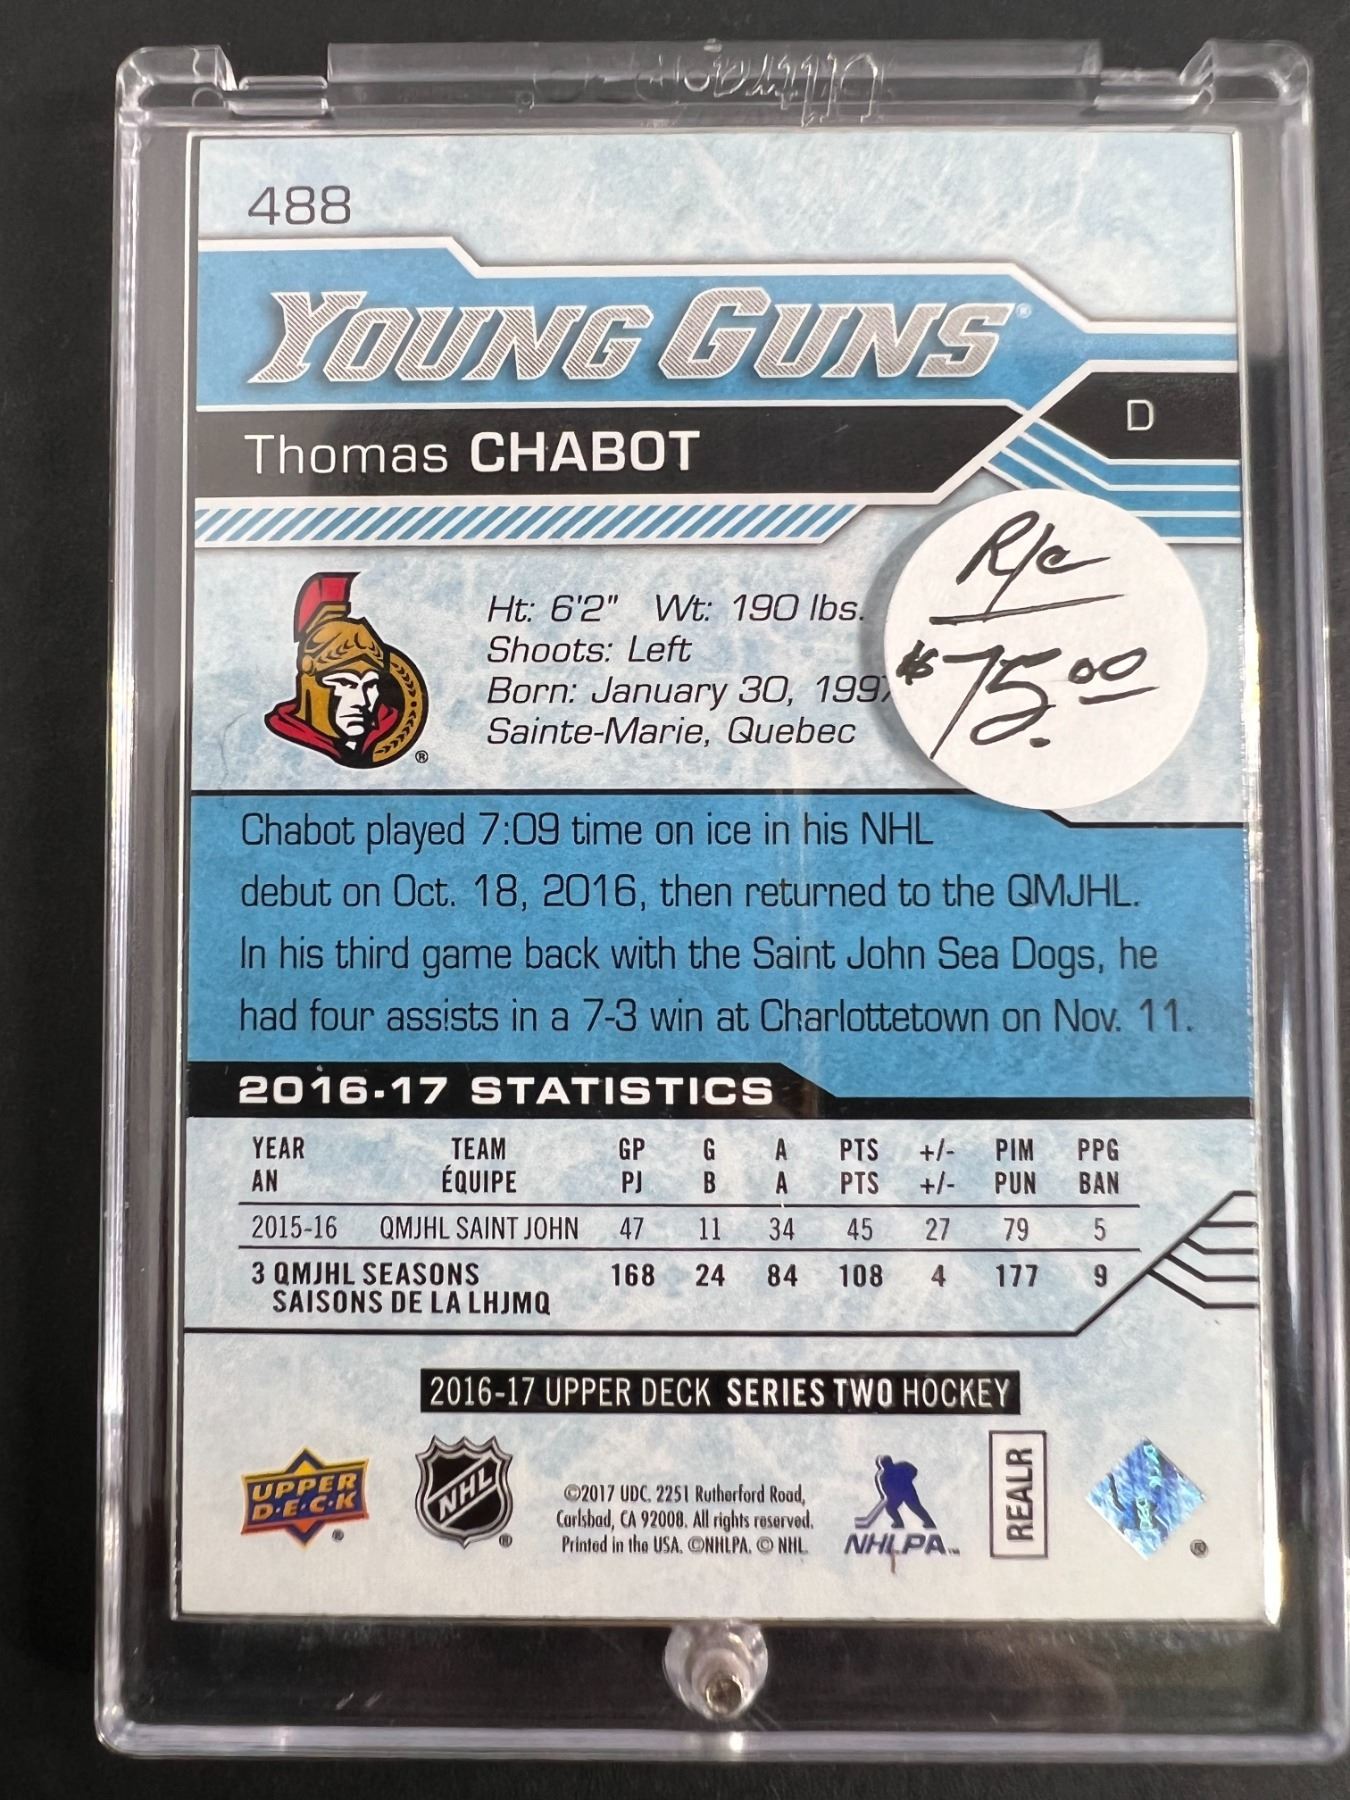 Ultra PRO
488
YOUNG GUNS®
D
Thomas CHABOT
R/c
$75.00
Ht: 6'2" Wt: 190 lbs.
Shoots: Left
Born: January 30, 1997
Sainte-Marie, Quebec
®
Chabot played 7:09 time on ice in his NHL
debut on Oct. 18, 2016, then returned to the QMJHL.
In his third game back with the Saint John Sea Dogs, he
had four assists in a 7-3 win at Charlottetown on Nov. 11.
2016-17 STATISTICS
YEAR TEAM GP G A PTS +/- PIM PPG
AN ÉQUIPE PJ B A PTS +/- PUN BAN
2015-16 QMJHL SAINT JOHN 47 11 34 45 27 79 5
3 QMJHL SEASONS 168 24 84 108 4 177 9
SAISONS DE LA LHJMQ
2016-17 UPPER DECK SERIES TWO HOCKEY
UPPER
D·E·C·K ®
NHL ®
©2017 UDC. 2251 Rutherford Road,
Carlsbad, CA 92008. All rights reserved.
Printed in the USA. ©NHLPA. © NHL.
NHLPA™
REALR
®